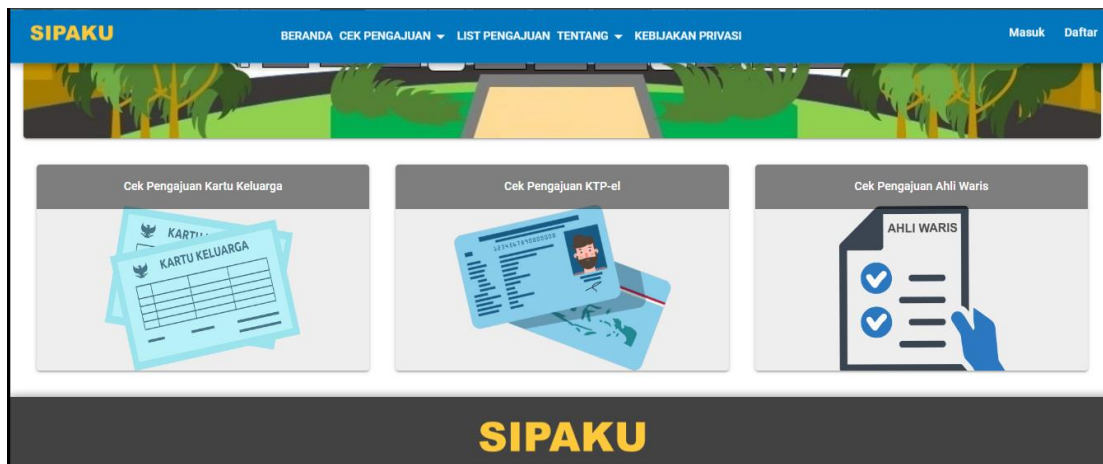 SIPAKU
BERANDA CEK PENGAJUAN LIST PENGAJUAN TENTANG KEBIJAKAN PRIVASI
Masuk Daftar
Cek Pengajuan Kartu Keluarga
KARTU
KARTU KELUARGA
Cek Pengajuan KTP-el
Cek Pengajuan Ahli Waris
AHLI WARIS
SIPAKU